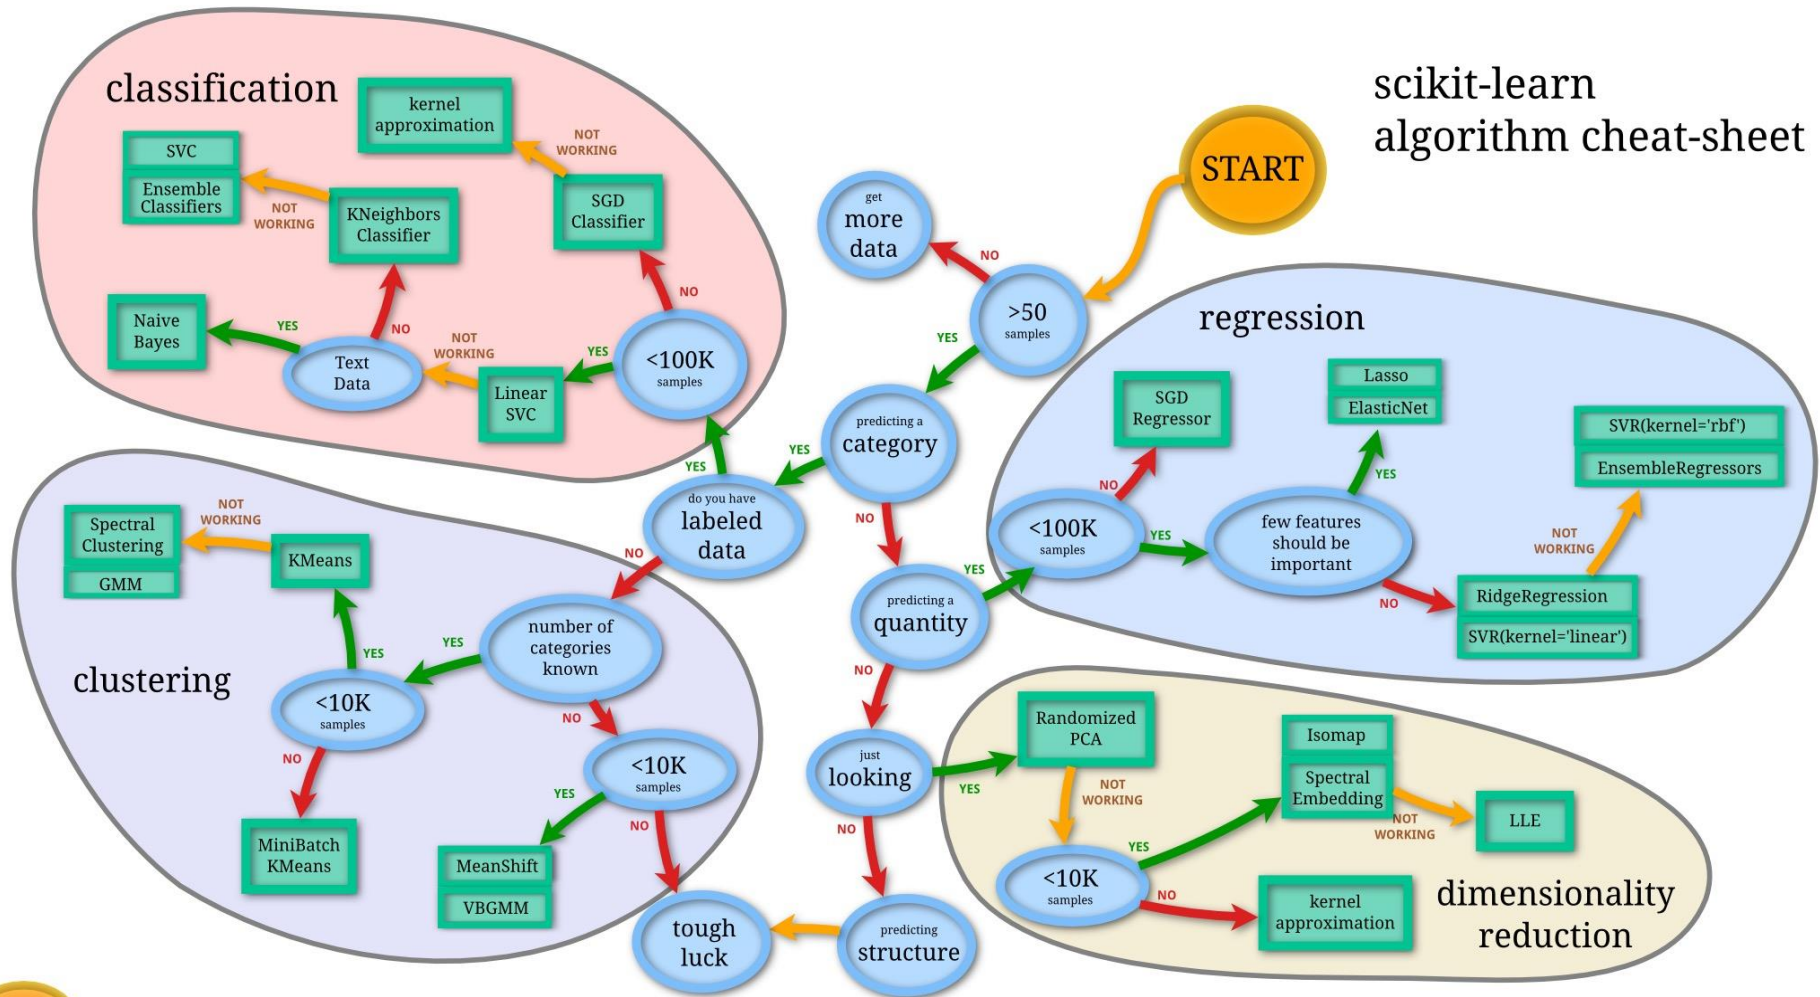 scikit-learn
algorithm cheat-sheet
START
>50
samples
NO
get
more
data
YES
predicting a
category
YES
do you have
labeled
data
YES
NO
NO
predicting a
quantity
YES
NO
just
looking
YES
NO
predicting
structure
tough
luck
classification
<100K
samples
NO
SGD
Classifier
NOT
WORKING
kernel
approximation
YES
Linear
SVC
NOT
WORKING
Text
Data
YES
Naive
Bayes
NO
KNeighbors
Classifier
NOT
WORKING
SVC
Ensemble
Classifiers
clustering
number of
categories
known
YES
<10K
samples
YES
KMeans
NOT
WORKING
Spectral
Clustering
GMM
NO
MiniBatch
KMeans
NO
<10K
samples
YES
MeanShift
VBGMM
NO
regression
<100K
samples
NO
SGD
Regressor
YES
few features
should be
important
YES
Lasso
ElasticNet
NO
RidgeRegression
SVR(kernel='linear')
NOT
WORKING
SVR(kernel='rbf')
EnsembleRegressors
dimensionality
reduction
Randomized
PCA
NOT
WORKING
<10K
samples
YES
Isomap
Spectral
Embedding
NOT
WORKING
LLE
NO
kernel
approximation